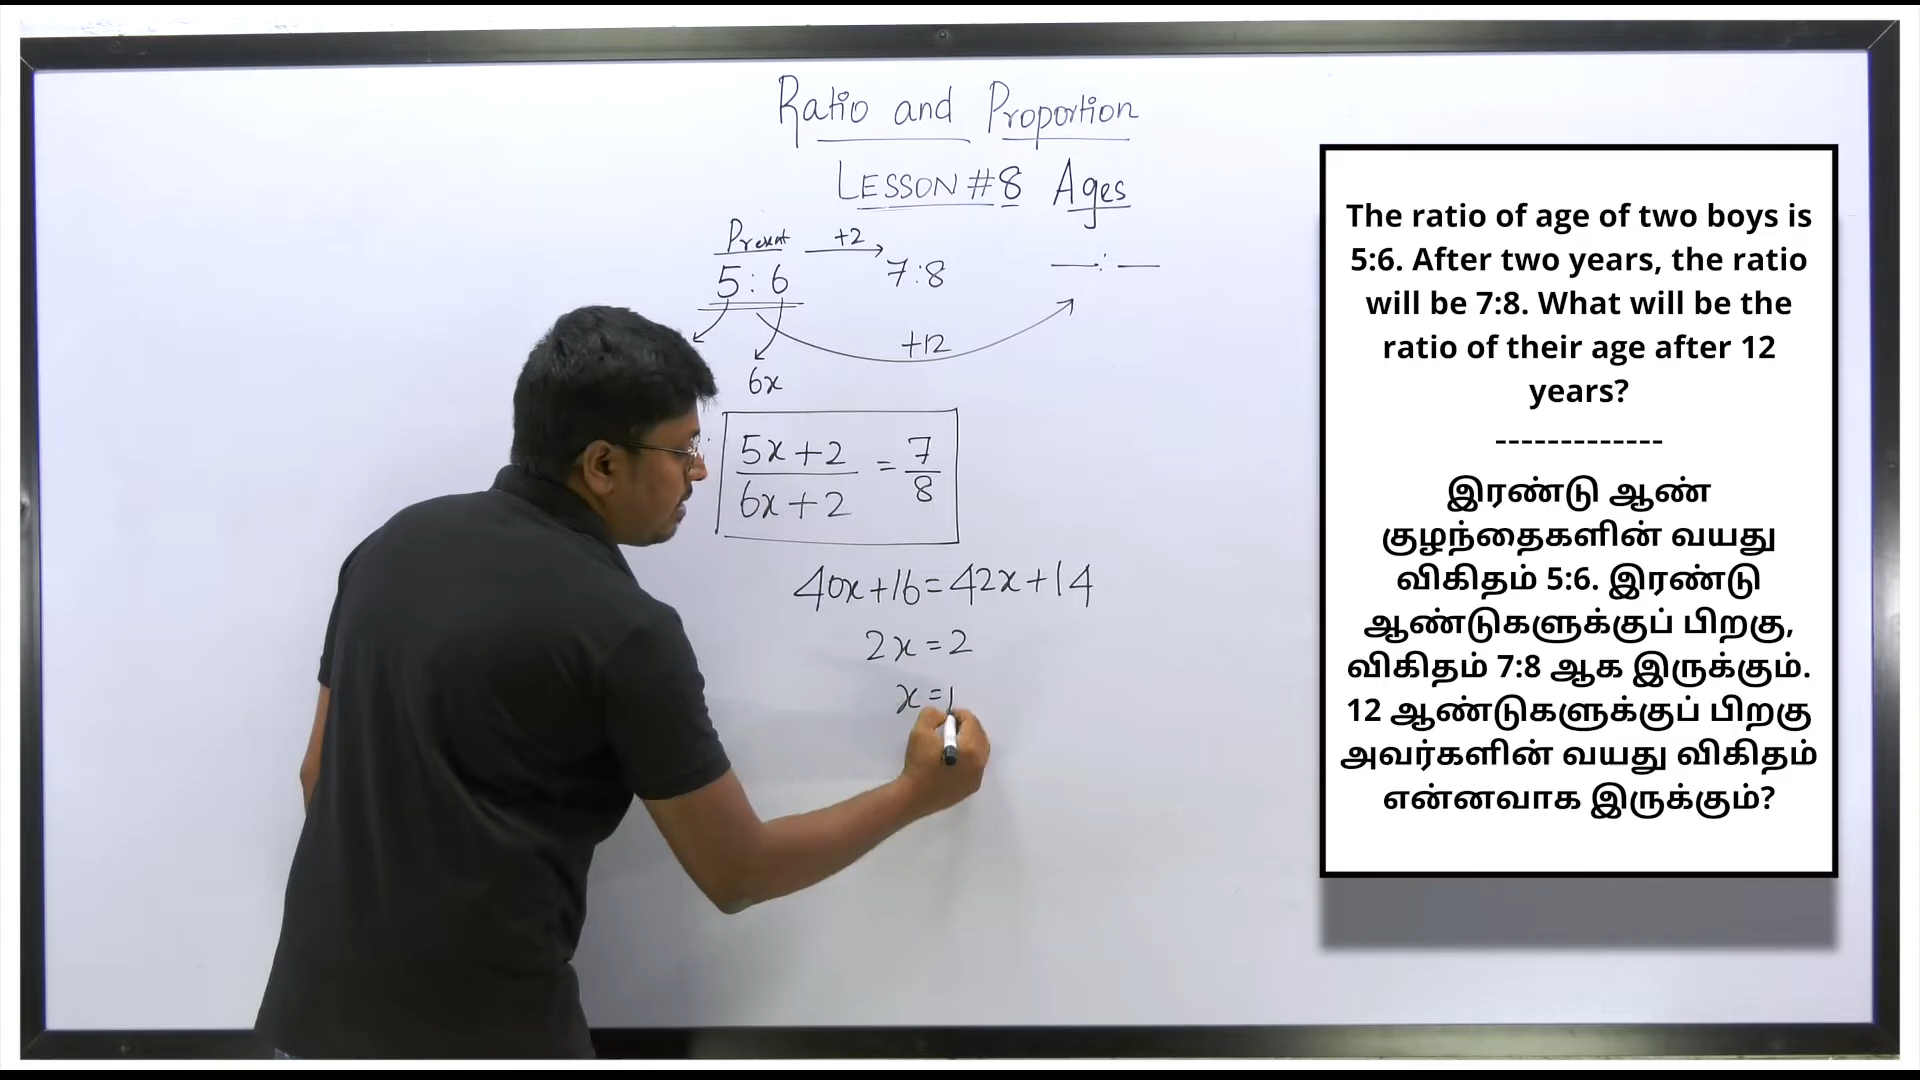 Ratio and Proportion
LESSON #8 Ages
Present +2
5 : 6 7:8 __:__
+12
6x
5x+2
6x+2
= 7
8
40x+16=42x+14
2x=2
x=1
The ratio of age of two boys is
5:6. After two years, the ratio
will be 7:8. What will be the
ratio of their age after 12
years?
-------------
இரண்டு ஆண்
குழந்தைகளின் வயது
விகிதம் 5:6. இரண்டு
ஆண்டுகளுக்குப் பிறகு,
விகிதம் 7:8 ஆக இருக்கும்.
12 ஆண்டுகளுக்குப் பிறகு
அவர்களின் வயது விகிதம்
என்னவாக இருக்கும்?